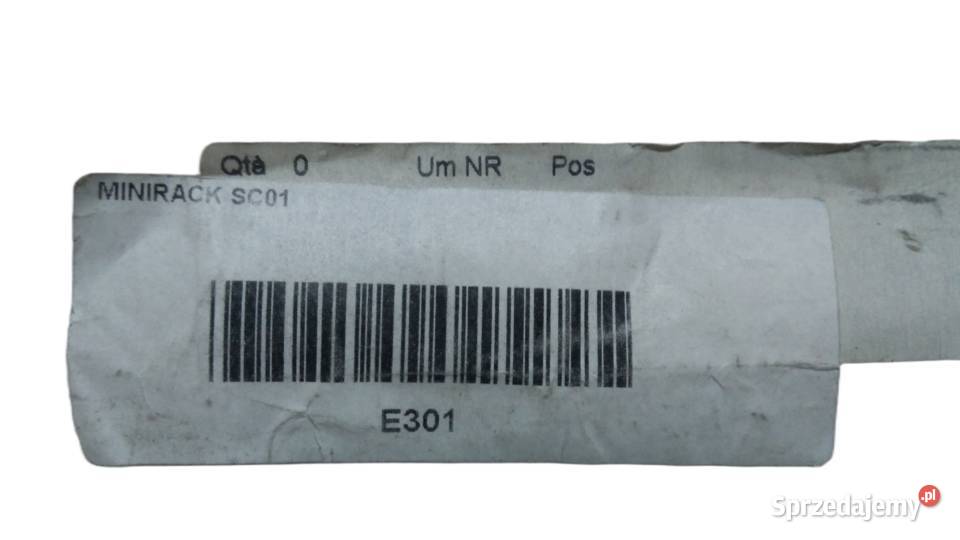 Qtà 0 Um NR Pos
MINIRACK SC01
E301
Sprzedajemy.pl